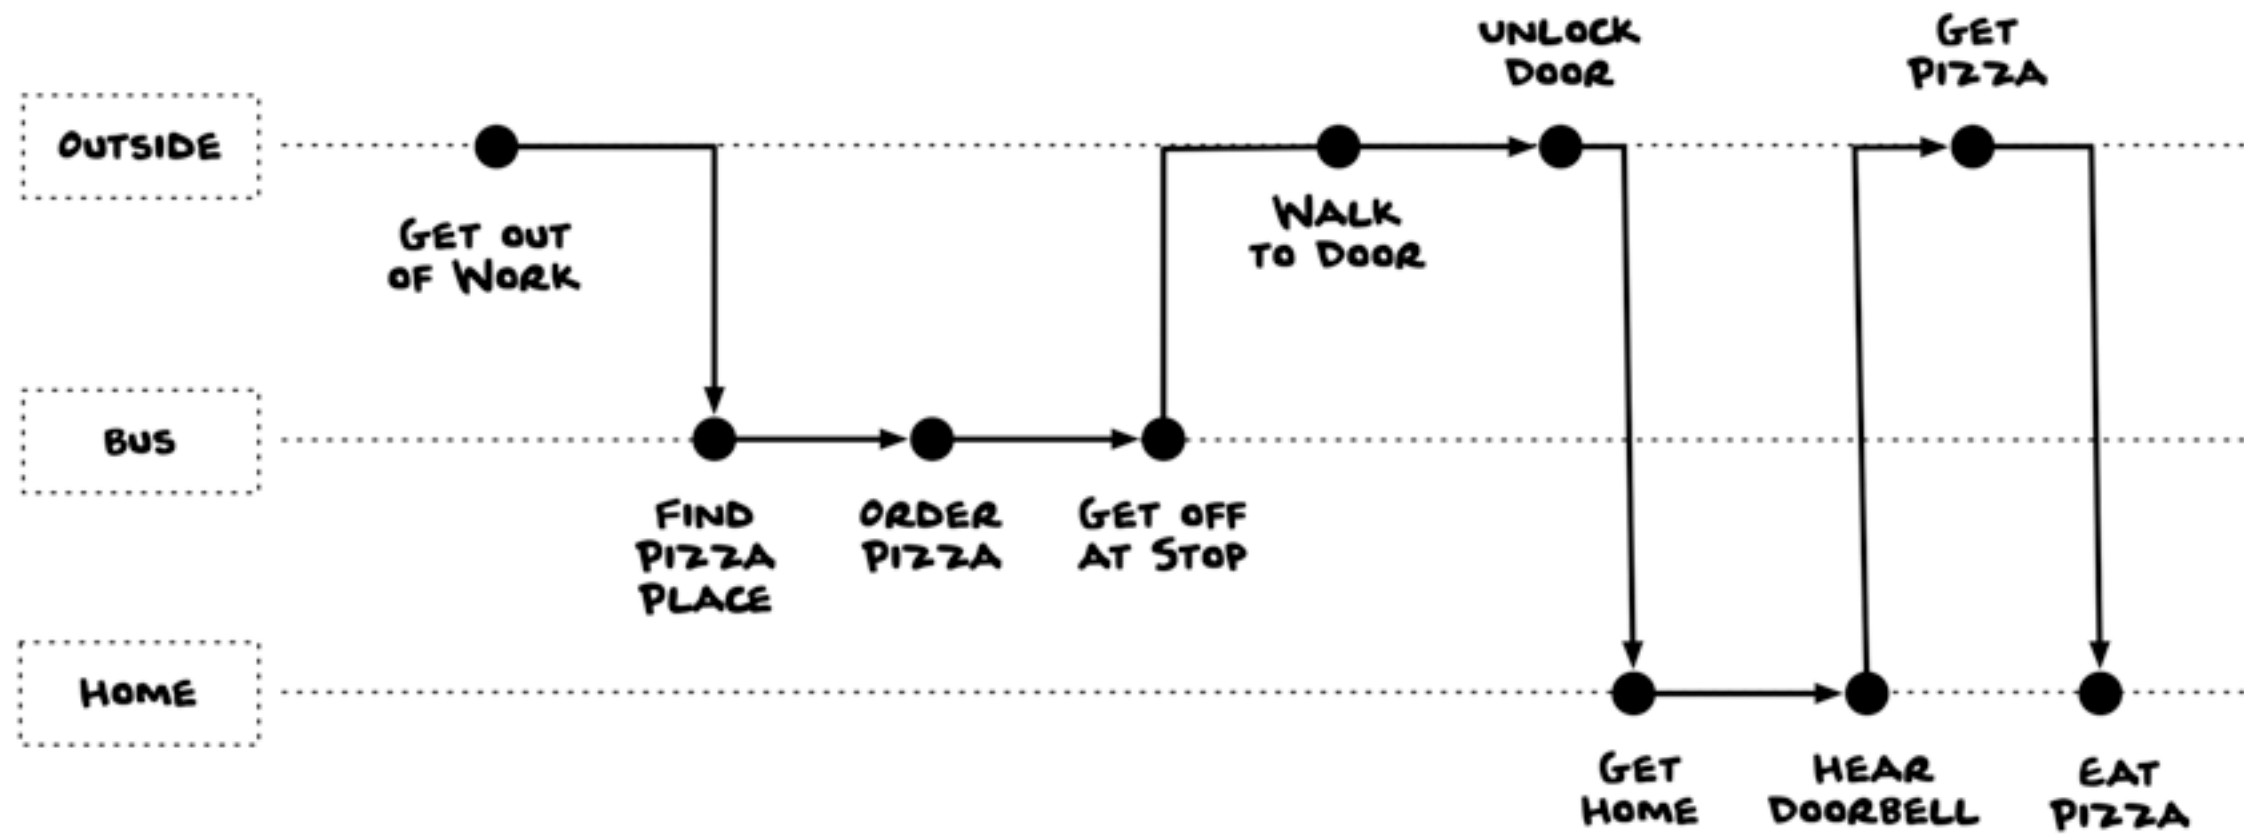 UNLOCK
DOOR
GET
PIZZA
OUTSIDE
GET OUT
OF WORK
WALK
TO DOOR
BUS
FIND
PIZZA
PLACE
ORDER
PIZZA
GET OFF
AT STOP
HOME
GET
HOME
HEAR
DOORBELL
EAT
PIZZA